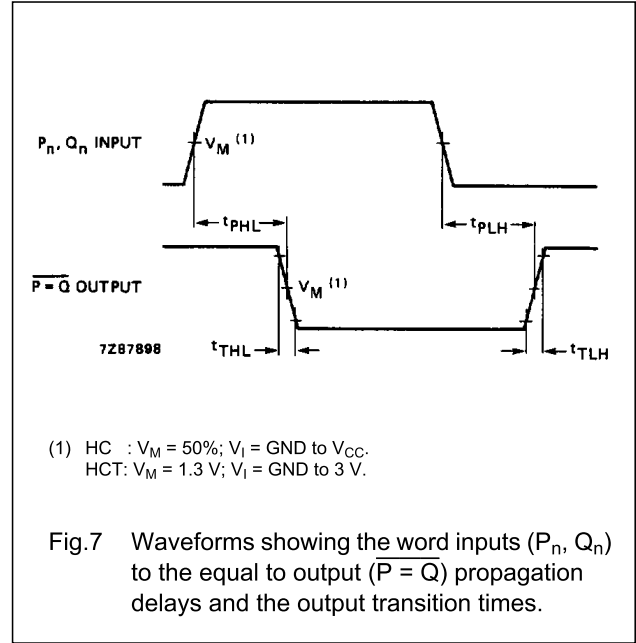 Pn, Qn INPUT
VM (1)
tPHL
tPLH
P = Q OUTPUT
VM (1)
7Z87898
tTHL
tTLH
(1) HC : VM = 50%; VI = GND to VCC.
HCT: VM = 1.3 V; VI = GND to 3 V.
Fig.7 Waveforms showing the word inputs (Pn, Qn)
to the equal to output (P = Q) propagation
delays and the output transition times.